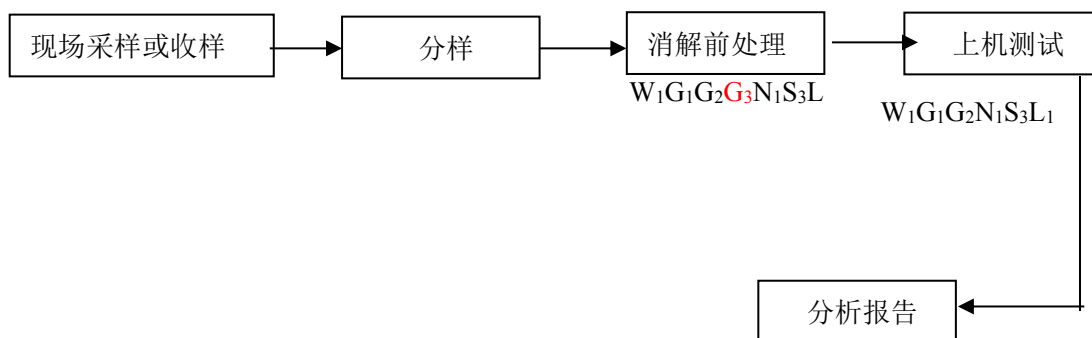 现场采样或收样
分样
消解前处理
上机测试
W₁G₁G₂G₃N₁S₃L
W₁G₁G₂N₁S₃L₁
分析报告